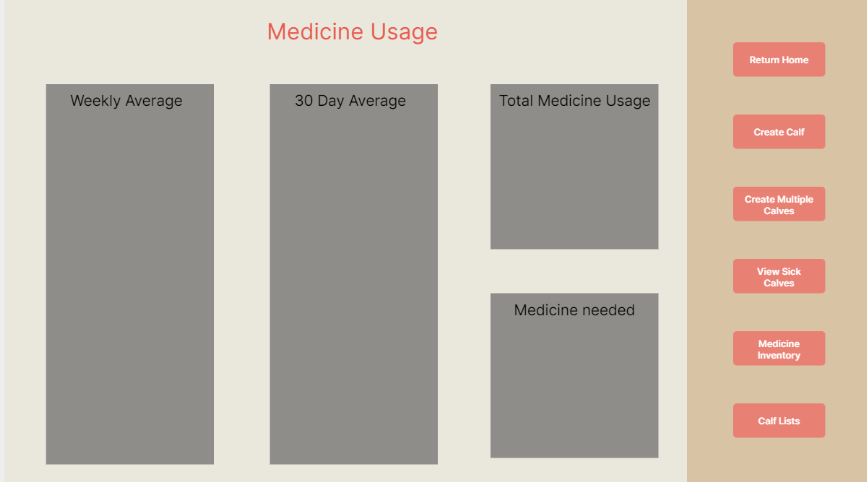 Medicine Usage
Weekly Average
30 Day Average
Total Medicine Usage
Medicine needed
Return Home
Create Calf
Create Multiple
Calves
View Sick
Calves
Medicine
Inventory
Calf Lists